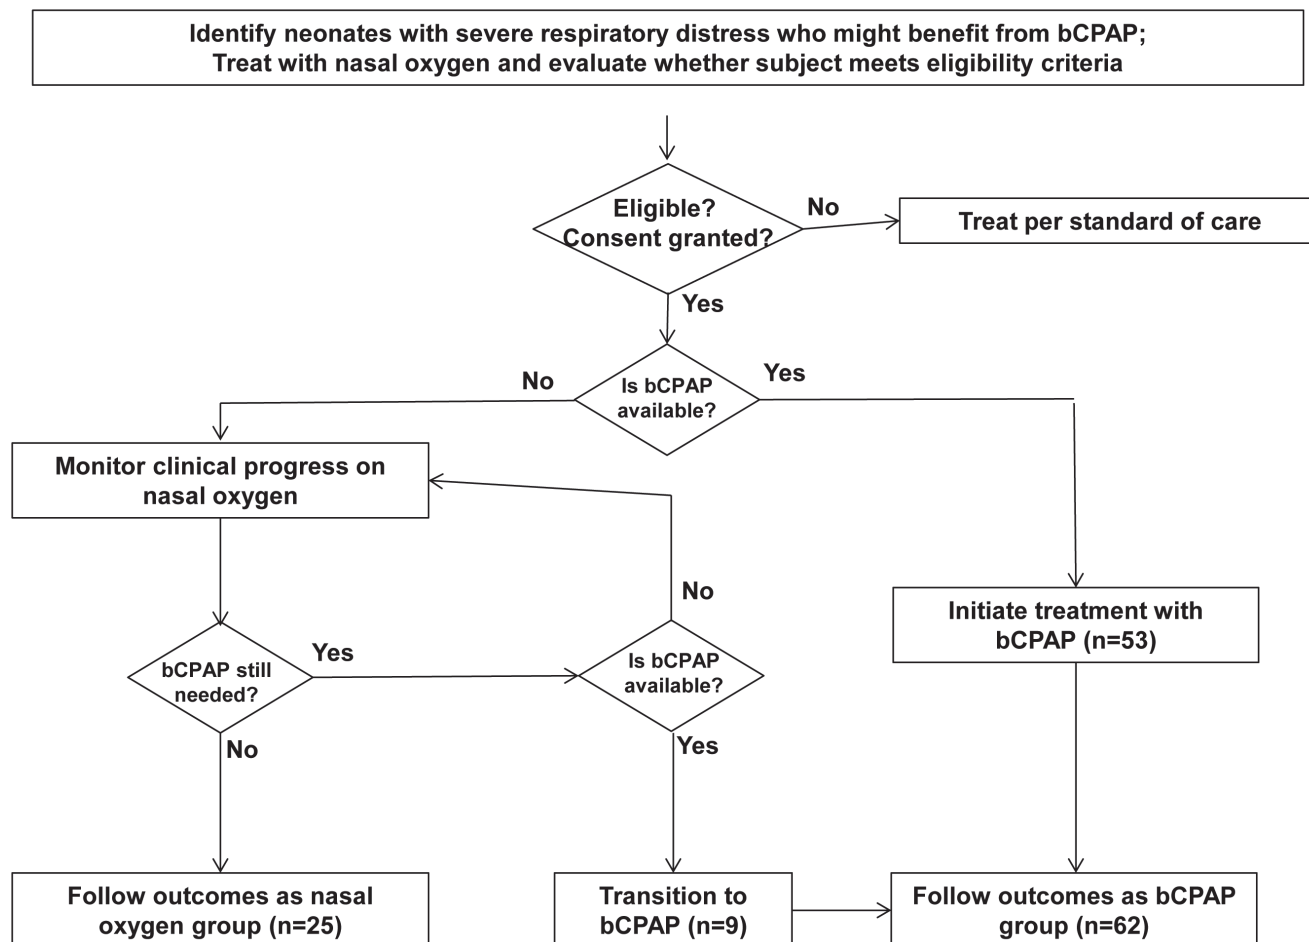 Identify neonates with severe respiratory distress who might benefit from bCPAP;
Treat with nasal oxygen and evaluate whether subject meets eligibility criteria
Eligible?
Consent granted?
No
Treat per standard of care
Yes
Is bCPAP
available?
No
Yes
Monitor clinical progress on
nasal oxygen
No
Initiate treatment with
bCPAP (n=53)
bCPAP still
needed?
Yes
Is bCPAP
available?
No
Yes
Follow outcomes as nasal
oxygen group (n=25)
Transition to
bCPAP (n=9)
Follow outcomes as bCPAP
group (n=62)